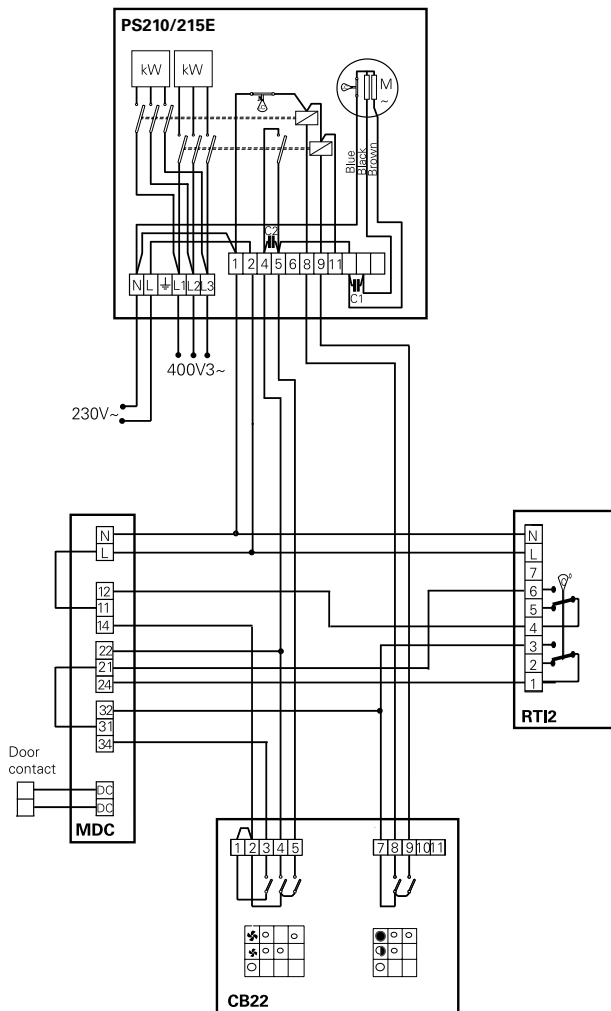 PS210/215E
kW kW
M
~
Blue
Black
Brown
C2
1 2 4 5 6 8 9 11
N L L1 L2 L3
C1
400V3~
230V~
N
L
12
11
14
22
21
24
32
31
34
DC
DC
MDC
Door
contact
N
L
7
6
5
4
3
2
1
RTI2
1 2 3 4 5
7 8 9 10 11
CB22